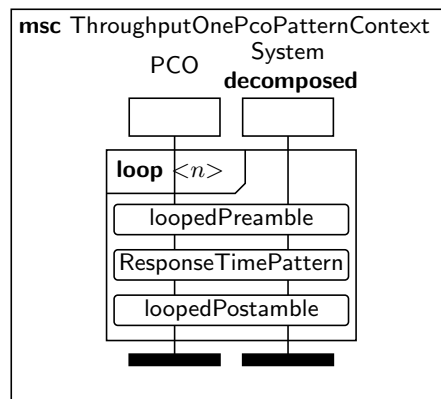 msc ThroughputOnePcoPatternContext
System
PCO
decomposed
loop <n>
loopedPreamble
ResponseTimePattern
loopedPostamble